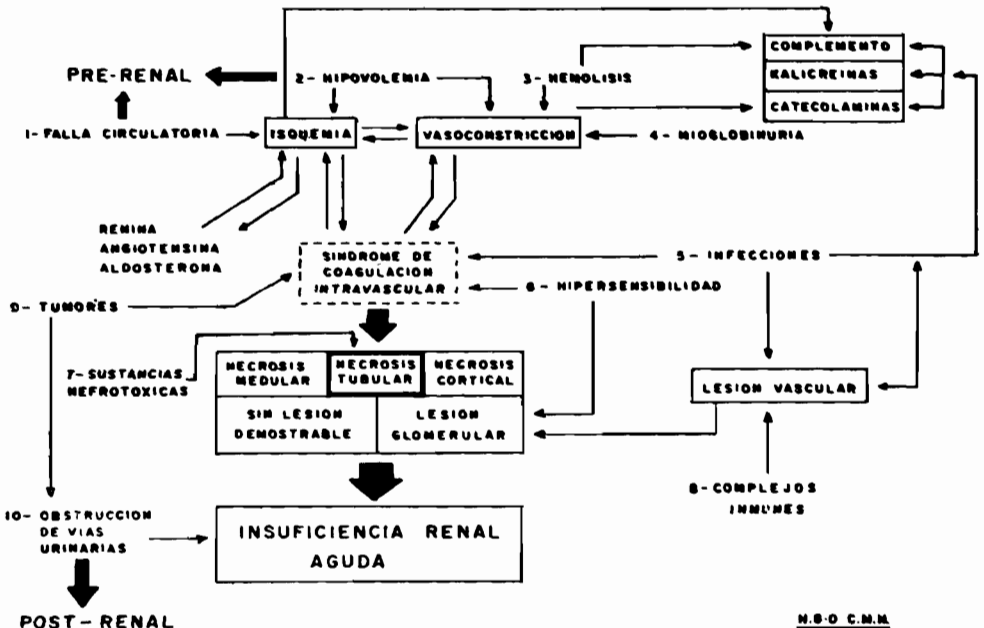 COMPLEMENTO
PRE-RENAL
2- HIPOVOLEMIA
3- HEMOLISIS
KALICREINAS
CATECOLAMINAS
1- FALLA CIRCULATORIA
ISQUEMIA
VASOCONSTRICCION
4- MIOGLOBINURIA
RENINA
ANGIOTENSINA
ALDOSTERONA
SINDROME DE
COAGULACION
INTRAVASCULAR
5- INFECCIONES
6- HIPERSENSIBILIDAD
9- TUMORES
7- SUSTANCIAS
NEFROTOXICAS
NECROSIS
MEDULAR
NECROSIS
TUBULAR
NECROSIS
CORTICAL
SIN LESION
DEMOSTRABLE
LESION
GLOMERULAR
LESION VASCULAR
8- COMPLEJOS
INMUNES
10- OBSTRUCCION
DE VIAS
URINARIAS
INSUFICIENCIA RENAL
AGUDA
POST- RENAL
H.G-O C.M.N.